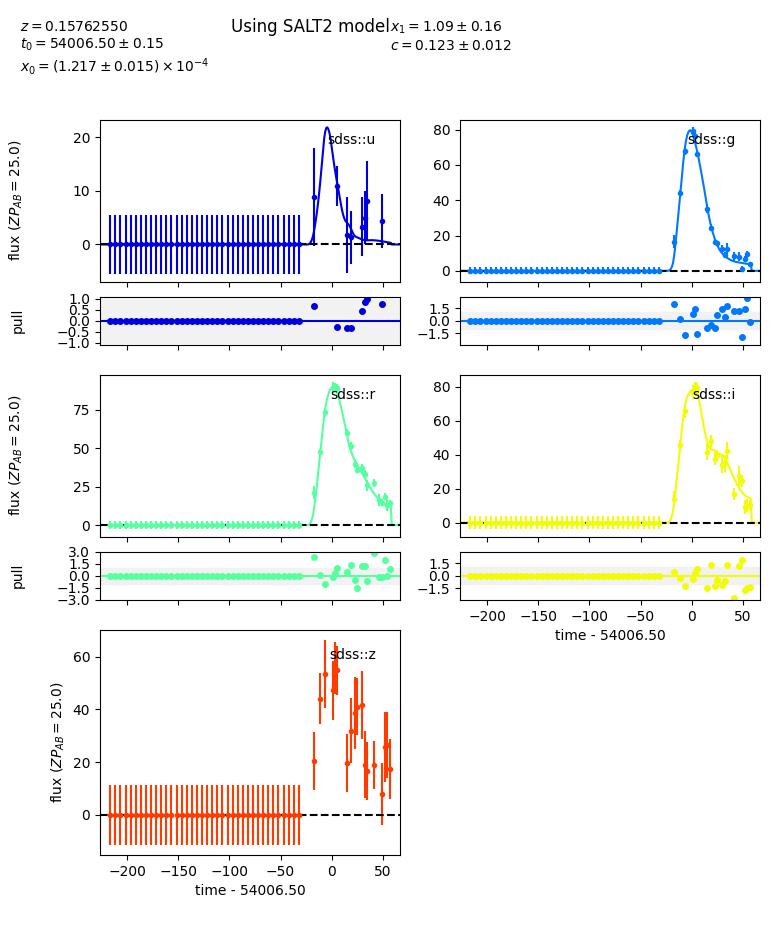 Using SALT2 model
z = 0.15762550
t₀ = 54006.50 ± 0.15
x₀ = (1.217 ± 0.015) × 10⁻⁴
x₁ = 1.09 ± 0.16
c = 0.123 ± 0.012
flux (ZP_AB = 25.0)
20
10
0
sdss::u
80
60
40
20
0
sdss::g
pull
1.0
0.5
0.0
−0.5
−1.0
1.5
0.0
−1.5
flux (ZP_AB = 25.0)
75
50
25
0
sdss::r
80
60
40
20
0
sdss::i
pull
3.0
1.5
0.0
−1.5
−3.0
1.5
0.0
−1.5
−200 −150 −100 −50 0 50
time - 54006.50
flux (ZP_AB = 25.0)
60
40
20
0
sdss::z
−200 −150 −100 −50 0 50
time - 54006.50